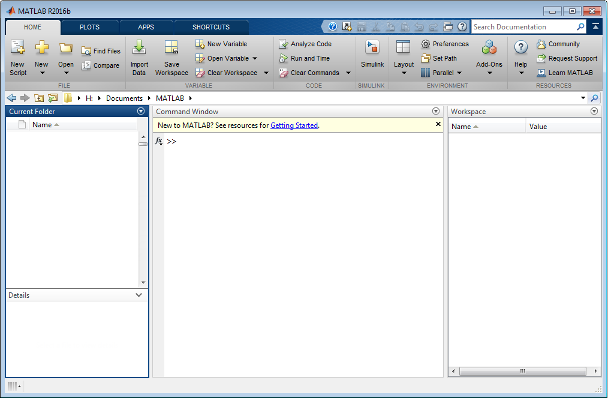 MATLAB R2016b
HOME PLOTS APPS SHORTCUTS Search Documentation
New Script New Open Find Files Compare
Import Data Save Workspace New Variable Open Variable Clear Workspace
Analyze Code Run and Time Clear Commands
Simulink Layout Preferences Set Path Parallel Add-Ons
Help Community Request Support Learn MATLAB
FILE VARIABLE CODE SIMULINK ENVIRONMENT RESOURCES
H: Documents MATLAB
Current Folder Command Window Workspace
New to MATLAB? See resources for Getting Started.
Name Name Value
fx >>
Details